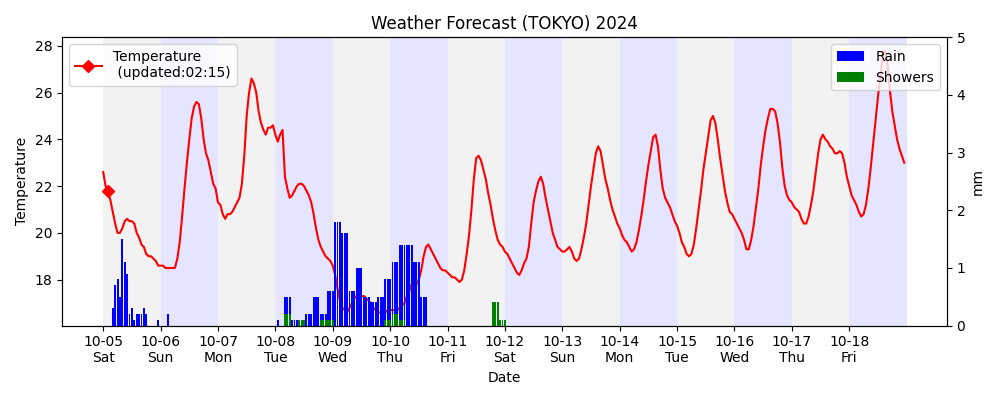 Weather Forecast (TOKYO) 2024
Temperature
(updated:02:15)
Rain
Showers
Temperature
28
26
24
22
20
18
5
4
3
2
1
0
mm
10-05 10-06 10-07 10-08 10-09 10-10 10-11 10-12 10-13 10-14 10-15 10-16 10-17 10-18
Sat Sun Mon Tue Wed Thu Fri Sat Sun Mon Tue Wed Thu Fri
Date